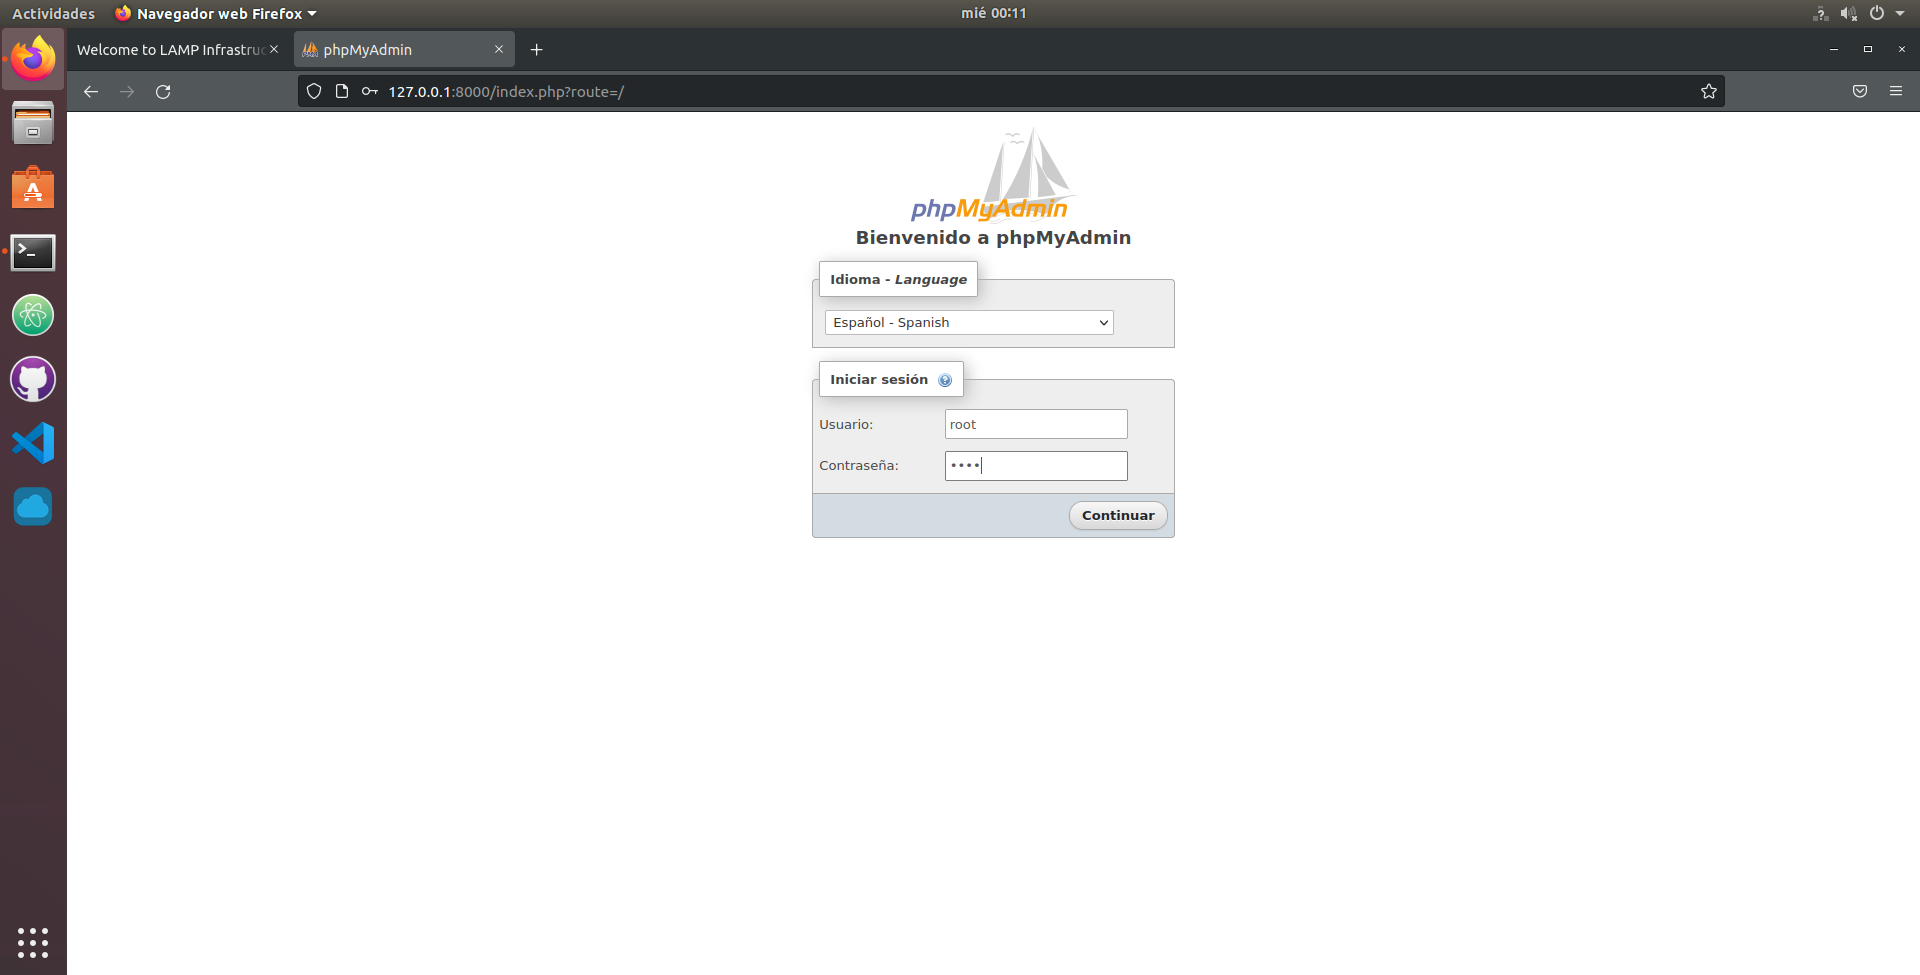 Actividades Navegador web Firefox mié 00:11
Welcome to LAMP Infrastruc phpMyAdmin
127.0.0.1:8000/index.php?route=/
phpMyAdmin
Bienvenido a phpMyAdmin
Idioma - Language
Español - Spanish
Iniciar sesión
Usuario: root
Contraseña: ••••
Continuar